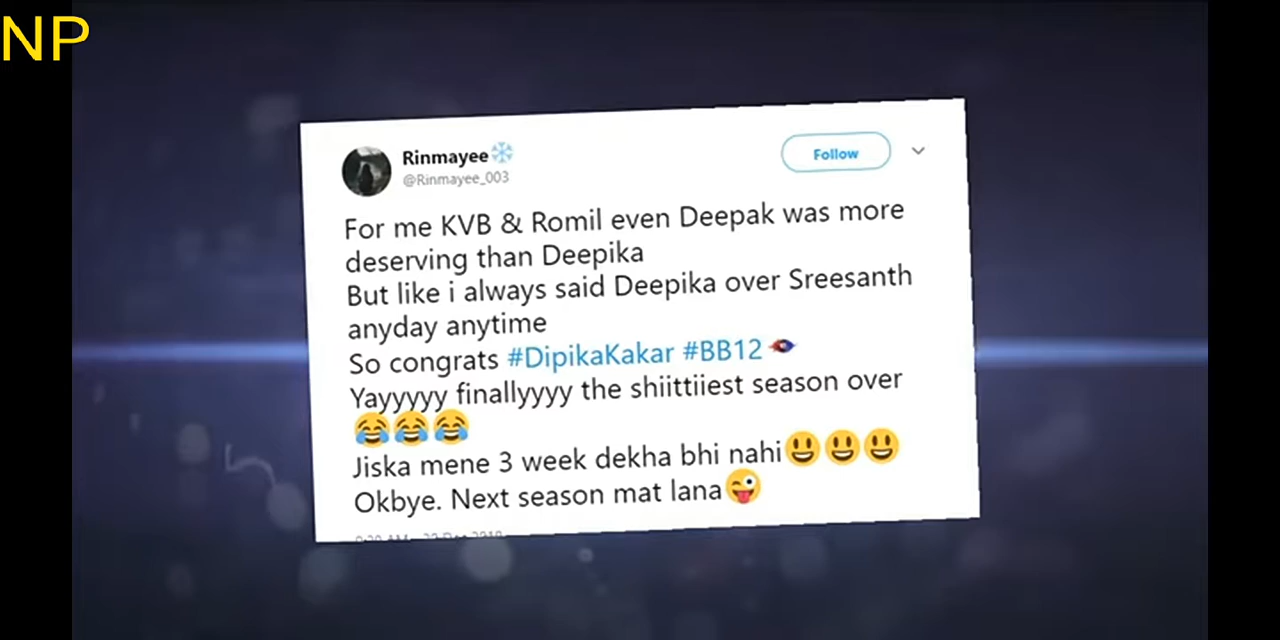 NP
Rinmayee❄️
@Rinmayee_003
Follow
For me KVB & Romil even Deepak was more
deserving than Deepika
But like i always said Deepika over Sreesanth
anyday anytime
So congrats #DipikaKakar #BB12
Yayyyyy finallyyyy the shiittiiest season over
😂😂😂
Jiska mene 3 week dekha bhi nahi😃😃😃
Okbye. Next season mat lana😜